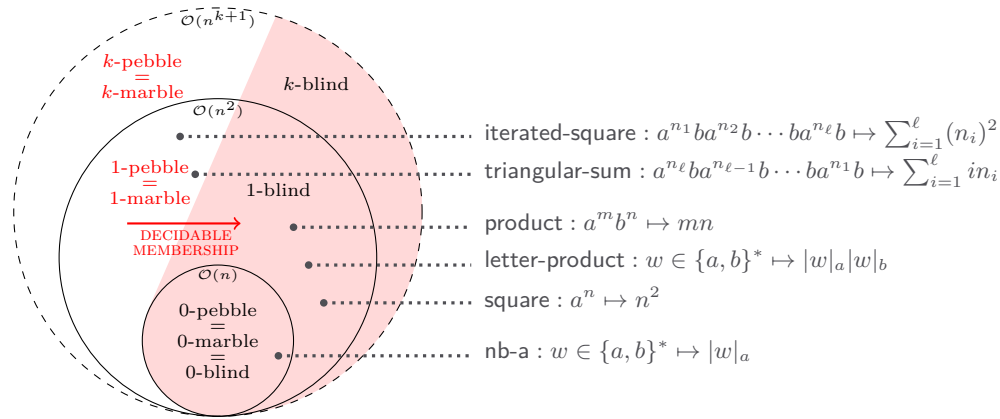 𝒪(n^{k+1})
k-pebble
=
k-marble
k-blind
𝒪(n²)
iterated-square : a^{n_1}ba^{n_2}b ⋯ ba^{n_ℓ}b ↦ ∑_{i=1}^{ℓ} (n_i)²
1-pebble
=
1-marble
1-blind
triangular-sum : a^{n_ℓ}ba^{n_{ℓ−1}}b ⋯ ba^{n_1}b ↦ ∑_{i=1}^{ℓ} in_i
product : a^m b^n ↦ mn
DECIDABLE
MEMBERSHIP
letter-product : w ∈ {a, b}* ↦ |w|_a|w|_b
𝒪(n)
square : a^n ↦ n²
0-pebble
=
0-marble
=
0-blind
nb-a : w ∈ {a, b}* ↦ |w|_a